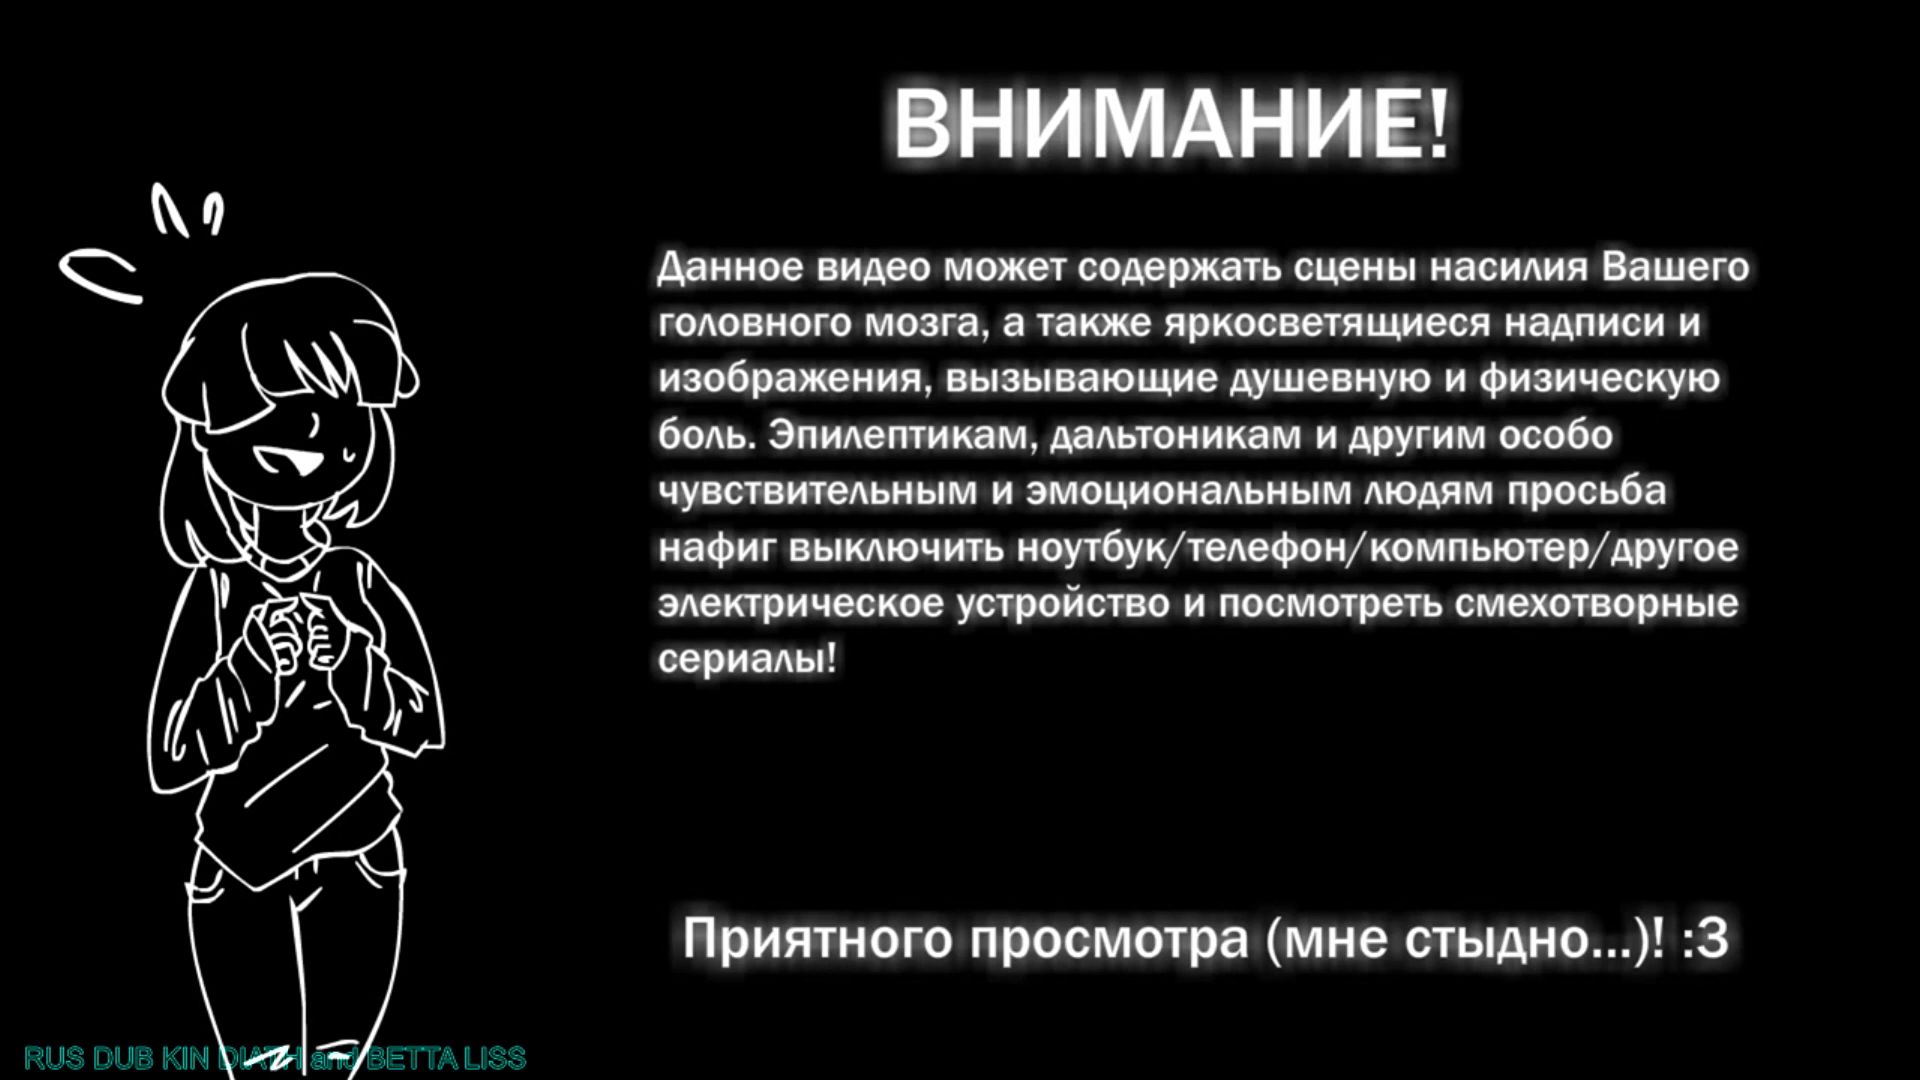 ВНИМАНИЕ!
Данное видео может содержать сцены насилия Вашего
головного мозга, а также яркосветящиеся надписи и
изображения, вызывающие душевную и физическую
боль. Эпилептикам, дальтоникам и другим особо
чувствительным и эмоциональным людям просьба
нафиг выключить ноутбук/телефон/компьютер/другое
электрическое устройство и посмотреть смехотворные
сериалы!
Приятного просмотра (мне стыдно...)! :3
RUS DUB KIN DIATH and BETTA LISS